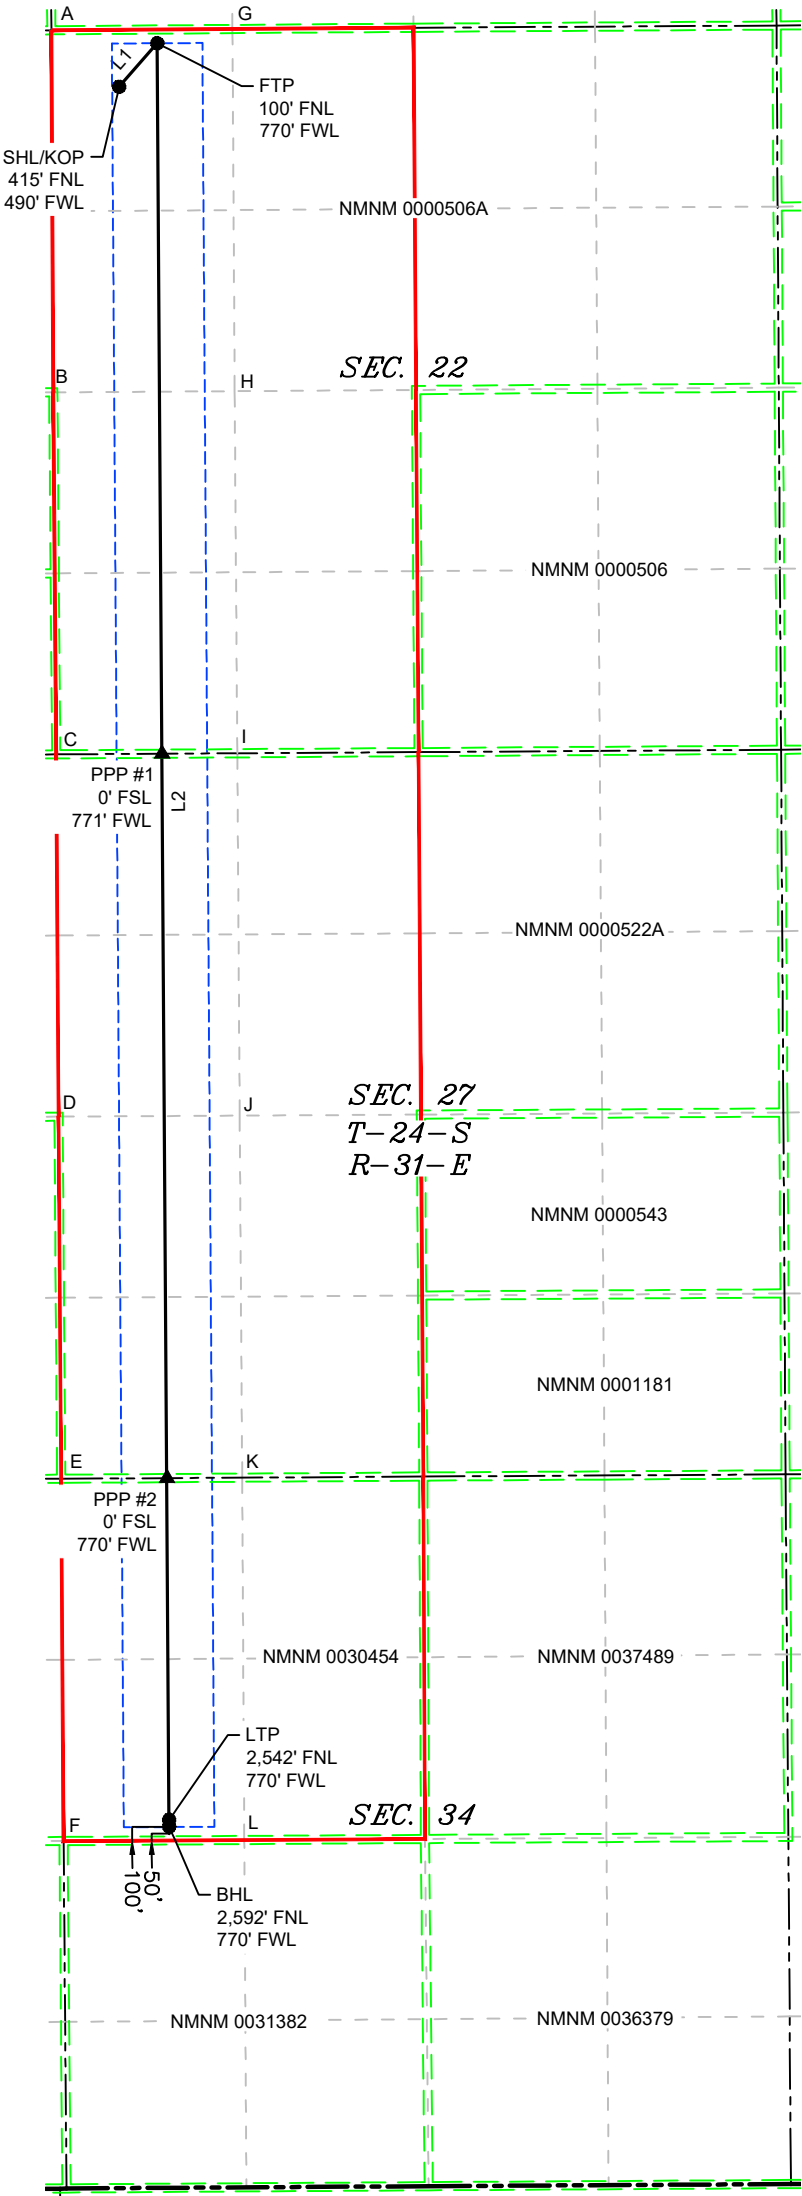 A
G
L1
FTP
100' FNL
770' FWL
SHL/KOP
415' FNL
490' FWL
NMNM 0000506A
SEC. 22
B
H
NMNM 0000506
C
I
PPP #1
0' FSL
771' FWL
L2
NMNM 0000522A
D
J
SEC. 27
T-24-S
R-31-E
NMNM 0000543
NMNM 0001181
E
K
PPP #2
0' FSL
770' FWL
NMNM 0030454
NMNM 0037489
LTP
2,542' FNL
770' FWL
F
L
SEC. 34
50'
100'
BHL
2,592' FNL
770' FWL
NMNM 0031382
NMNM 0036379